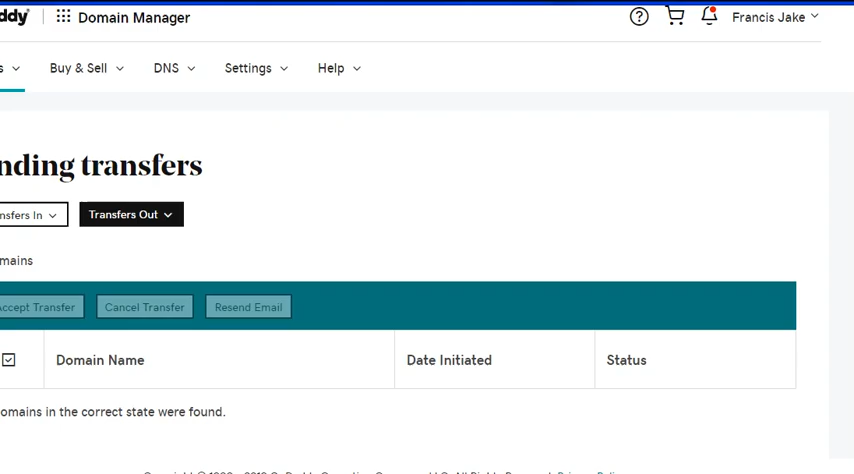 ddy Domain Manager Francis Jake
s Buy & Sell DNS Settings Help
nding transfers
nsfers In Transfers Out
mains
Accept Transfer Cancel Transfer Resend Email
Domain Name Date Initiated Status
omains in the correct state were found.